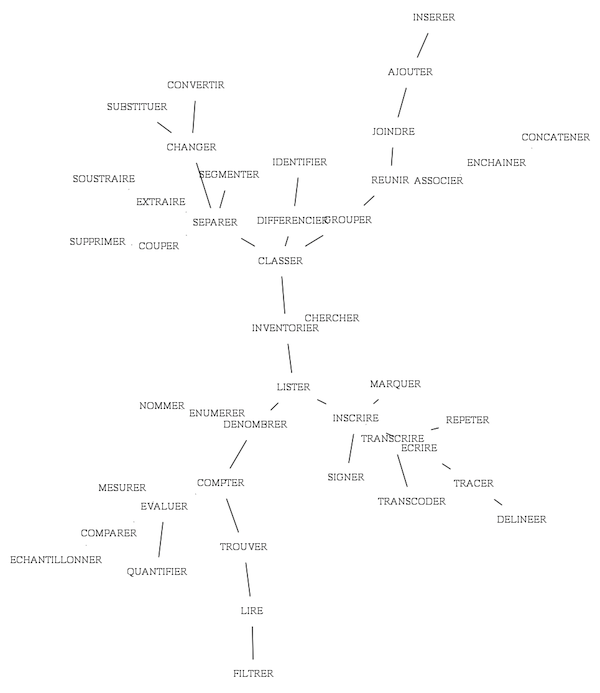 INSERER
AJOUTER
CONVERTIR
SUBSTITUER
JOINDRE
CONCATENER
CHANGER
IDENTIFIER
ENCHAINER
SEGMENTER
SOUSTRAIRE
REUNIR ASSOCIER
EXTRAIRE
SEPARER
DIFFERENCIER
GROUPER
SUPPRIMER
COUPER
CLASSER
CHERCHER
INVENTORIER
LISTER
MARQUER
NOMMER
ENUMERER
INSCRIRE
REPETER
DENOMBRER
TRANSCRIRE
ECRIRE
SIGNER
COMPTER
TRACER
MESURER
TRANSCODER
EVALUER
DELINEER
COMPARER
TROUVER
ECHANTILLONNER
QUANTIFIER
LIRE
FILTRER